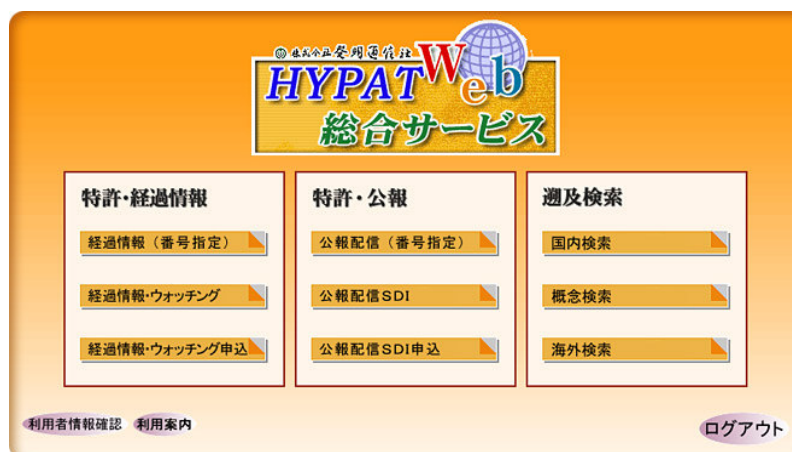 株式会社発明通信社
HYPAT Web
総合サービス
特許・経過情報
経過情報(番号指定)
経過情報・ウォッチング
経過情報・ウォッチング申込
特許・公報
公報配信(番号指定)
公報配信SDI
公報配信SDI申込
遡及検索
国内検索
概念検索
海外検索
利用者情報確認 利用案内
ログアウト